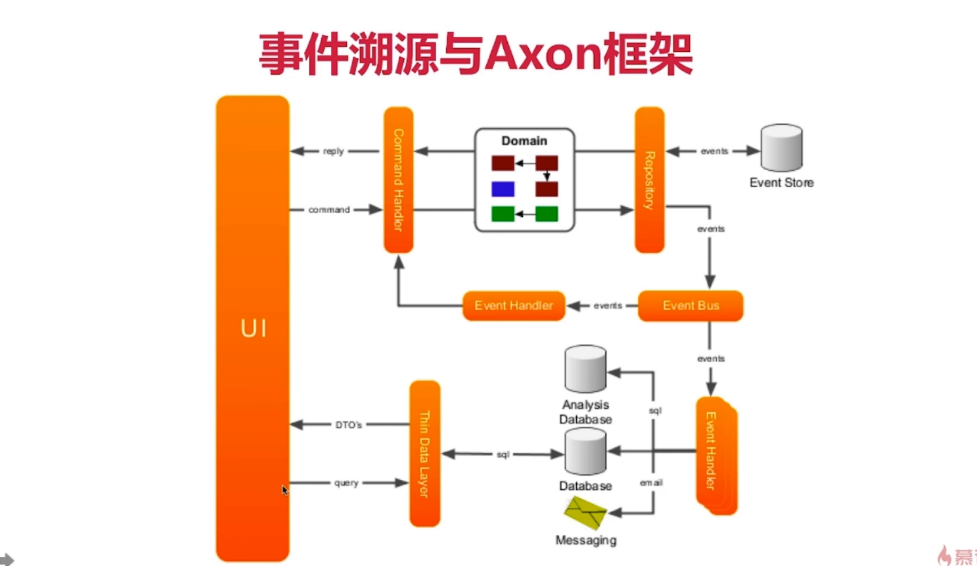 事件溯源与Axon框架
UI
reply
command
Command Handler
Domain
Repository
events
Event Store
events
Event Handler
events
Event Bus
events
Analysis
Database
sql
DTO's
Thin Data Layer
sql
Database
Event Handler
query
email
Messaging
慕